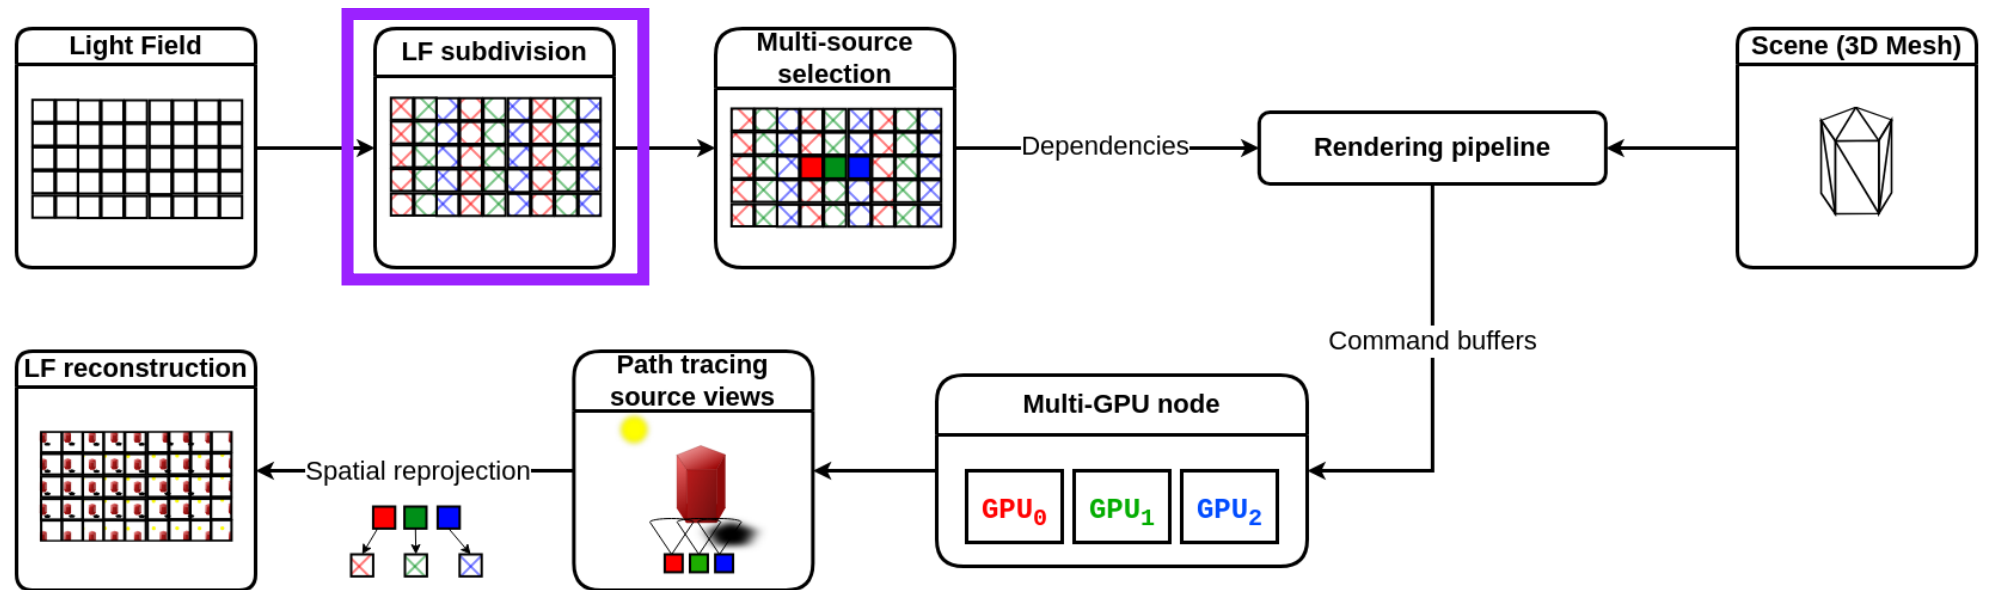 Light Field
LF subdivision
Multi-source
selection
Dependencies
Rendering pipeline
Scene (3D Mesh)
Command buffers
LF reconstruction
Spatial reprojection
Path tracing
source views
Multi-GPU node
GPU0
GPU1
GPU2